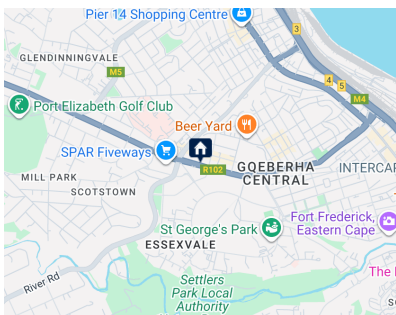 Pier 14 Shopping Centre
3
GLENDINNINGVALE
M5
4
5
M4
Port Elizabeth Golf Club
Beer Yard
SPAR Fiveways
R102
GQEBERHA
CENTRAL
INTERCAP
MILL PARK
SCOTSTOWN
St George's Park
Fort Frederick,
Eastern Cape
ESSEXVALE
River Rd
Settlers
Park Local
Authority
The